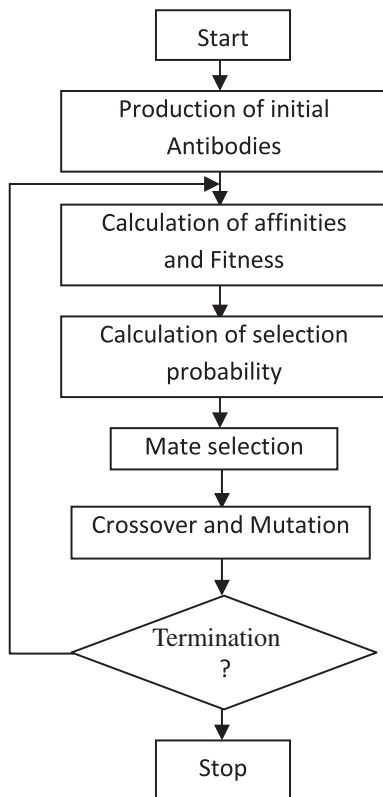 Start
Production of initial
Antibodies
Calculation of affinities
and Fitness
Calculation of selection
probability
Mate selection
Crossover and Mutation
Termination
?
Stop